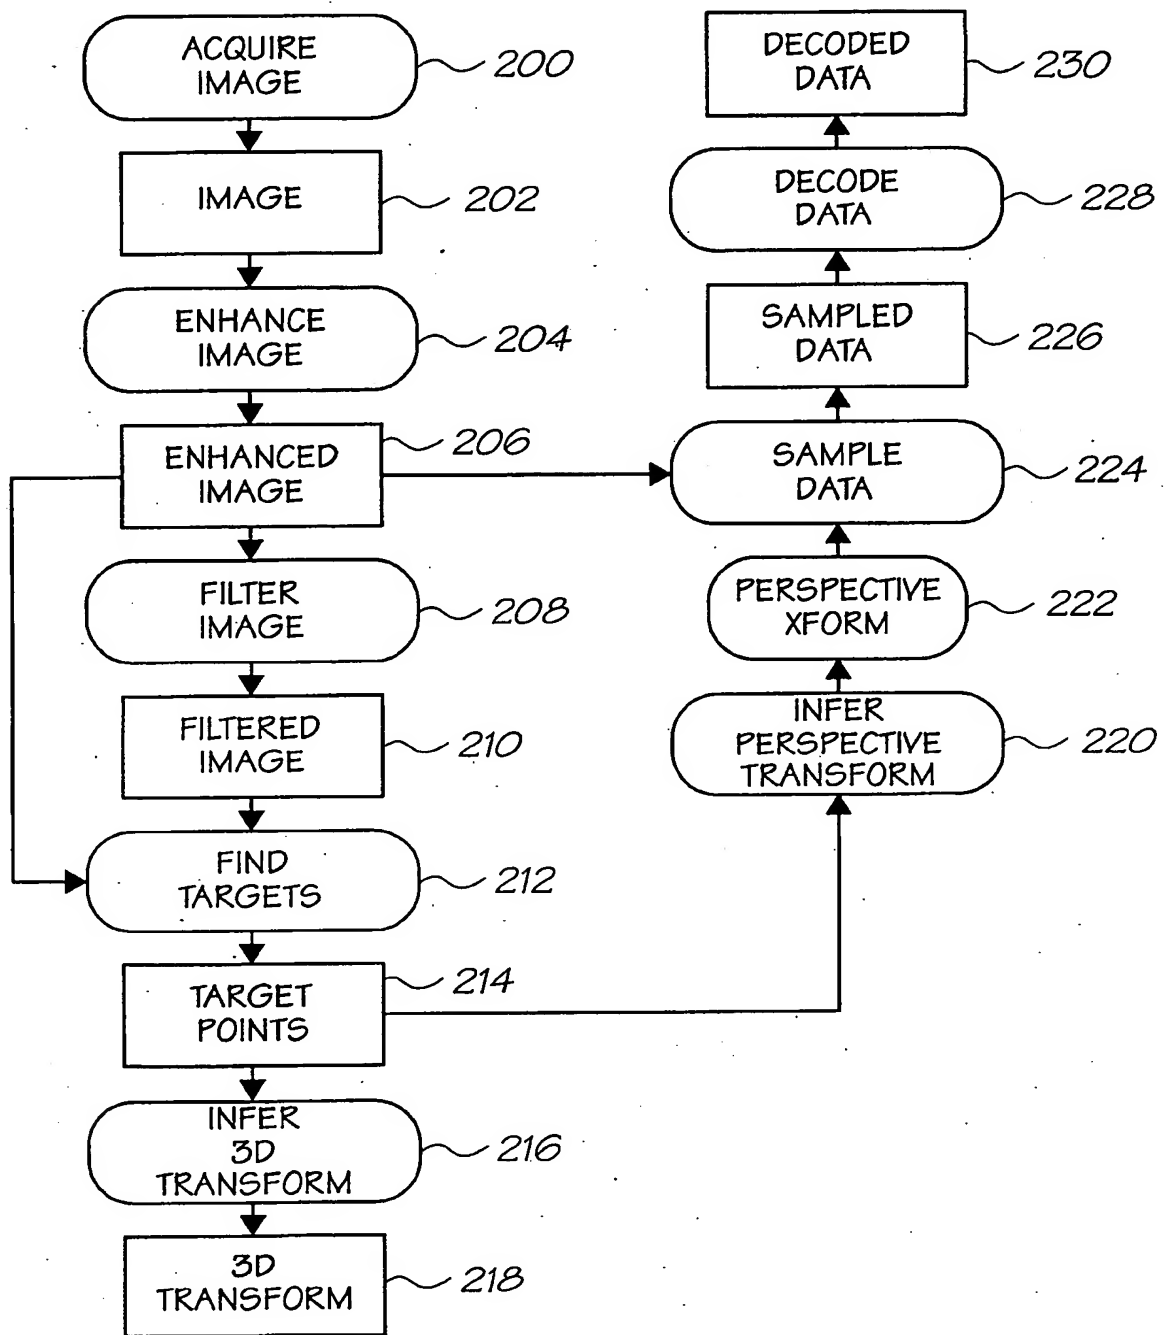 ACQUIRE
IMAGE
200
IMAGE
202
ENHANCE
IMAGE
204
ENHANCED
IMAGE
206
FILTER
IMAGE
208
FILTERED
IMAGE
210
FIND
TARGETS
212
TARGET
POINTS
214
INFER
3D
TRANSFORM
216
3D
TRANSFORM
218
DECODED
DATA
230
DECODE
DATA
228
SAMPLED
DATA
226
SAMPLE
DATA
224
PERSPECTIVE
XFORM
222
INFER
PERSPECTIVE
TRANSFORM
220